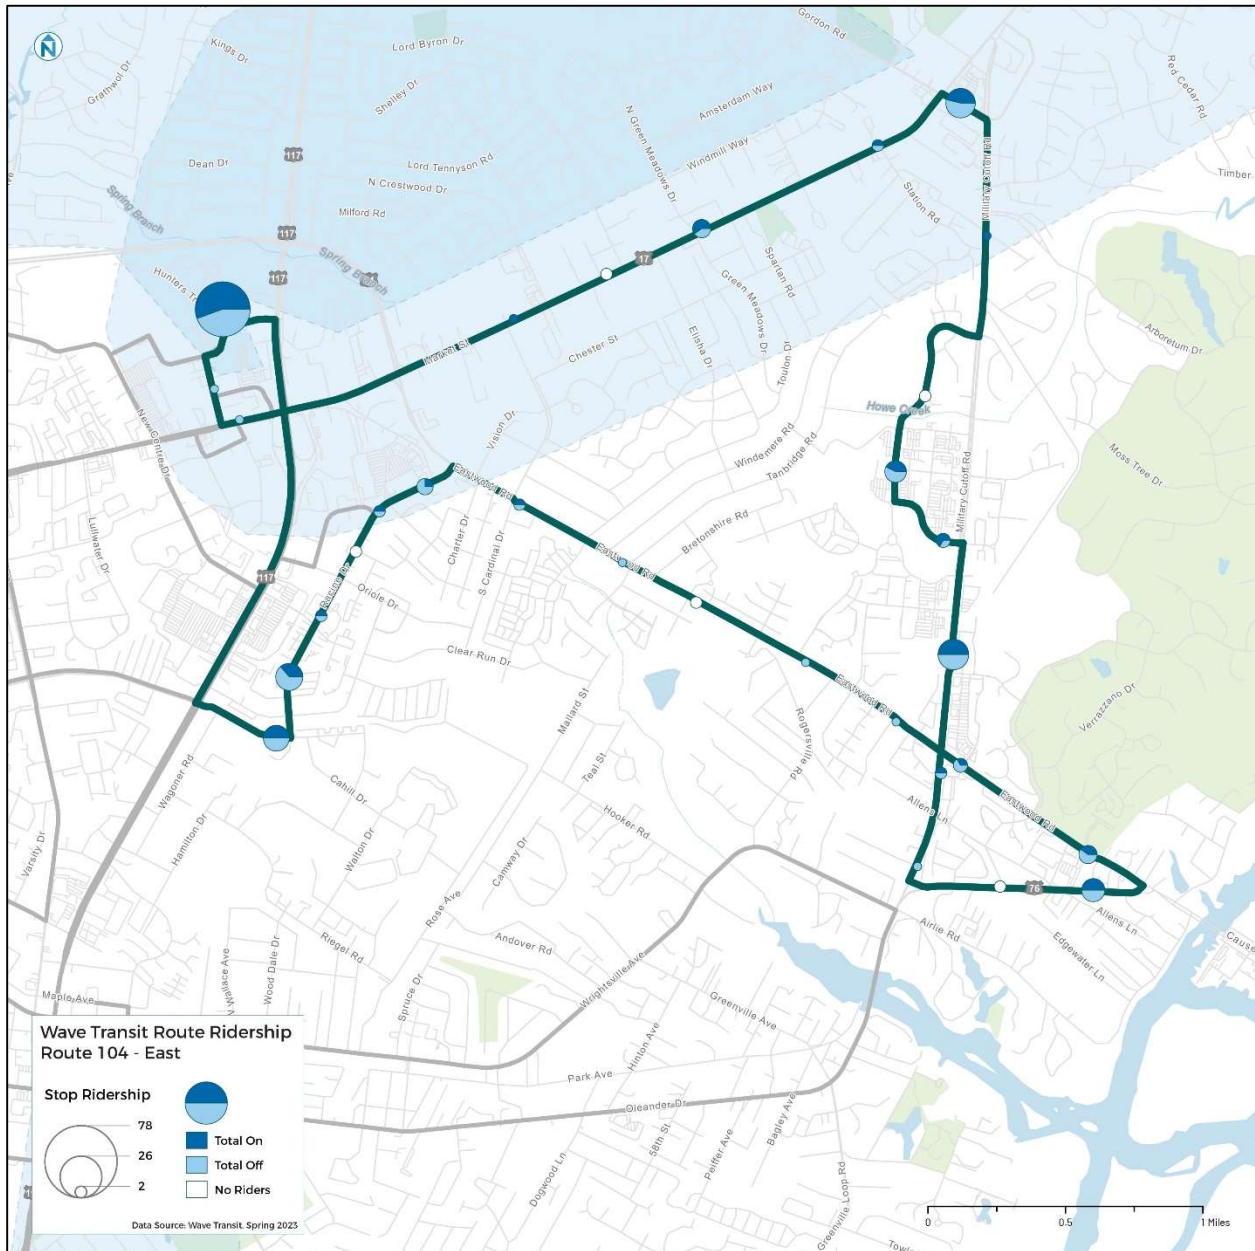 N
Gordon Rd
Kings Dr
Lord Byron Dr
Grathwol Dr
Shelley Dr
Red Cedar Rd
Amsterdam Way
N Green Meadows Dr
Windmill Way
117
Dean Dr
Lord Tennyson Rd
N Crestwood Dr
Milford Rd
Station Rd
Timber
Spring Branch
117
Spring Branch
117
17
Spartan Rd
Green Meadows Dr
Market St
Chester St
Elisha Dr
Toulon Dr
Arboretum Dr
Howe Creek
New Centre Dr
Vision Dr
Windemere Rd
Tanbridge Rd
Military Cutoff Rd
Moss Tree Dr
Eastwood Rd
Lullwater Dr
Charter Dr
S Cardinal Dr
Bretonshire Rd
Eastwood Rd
117
Racine Dr
Oriole Dr
Clear Run Dr
Mallard St
Eastwood Rd
Rogersville Rd
Verrazzano Dr
Wagoner Rd
Teal St
Cahill Dr
Hamilton Dr
Walton Dr
Hooker Rd
Allens Ln
Eastwood Rd
Varsity Dr
Camway Dr
76
Rose Ave
Allens Ln
Airlie Rd
Edgewater Ln
Cause
Riegel Rd
Andover Rd
Wood Dale Dr
N Wallace Ave
Wrightsville Ave
Spruce Dr
Maple Ave
Greenville Ave
Hinton Ave
Park Ave
Oleander Dr
58th St
Peiffer Ave
Bagley Ave
Dogwood Ln
Greenville Loop Rd
Wave Transit Route Ridership
Route 104 - East
Stop Ridership
78
26
2
Total On
Total Off
No Riders
Data Source: Wave Transit, Spring 2023
0 0.5 1 Miles